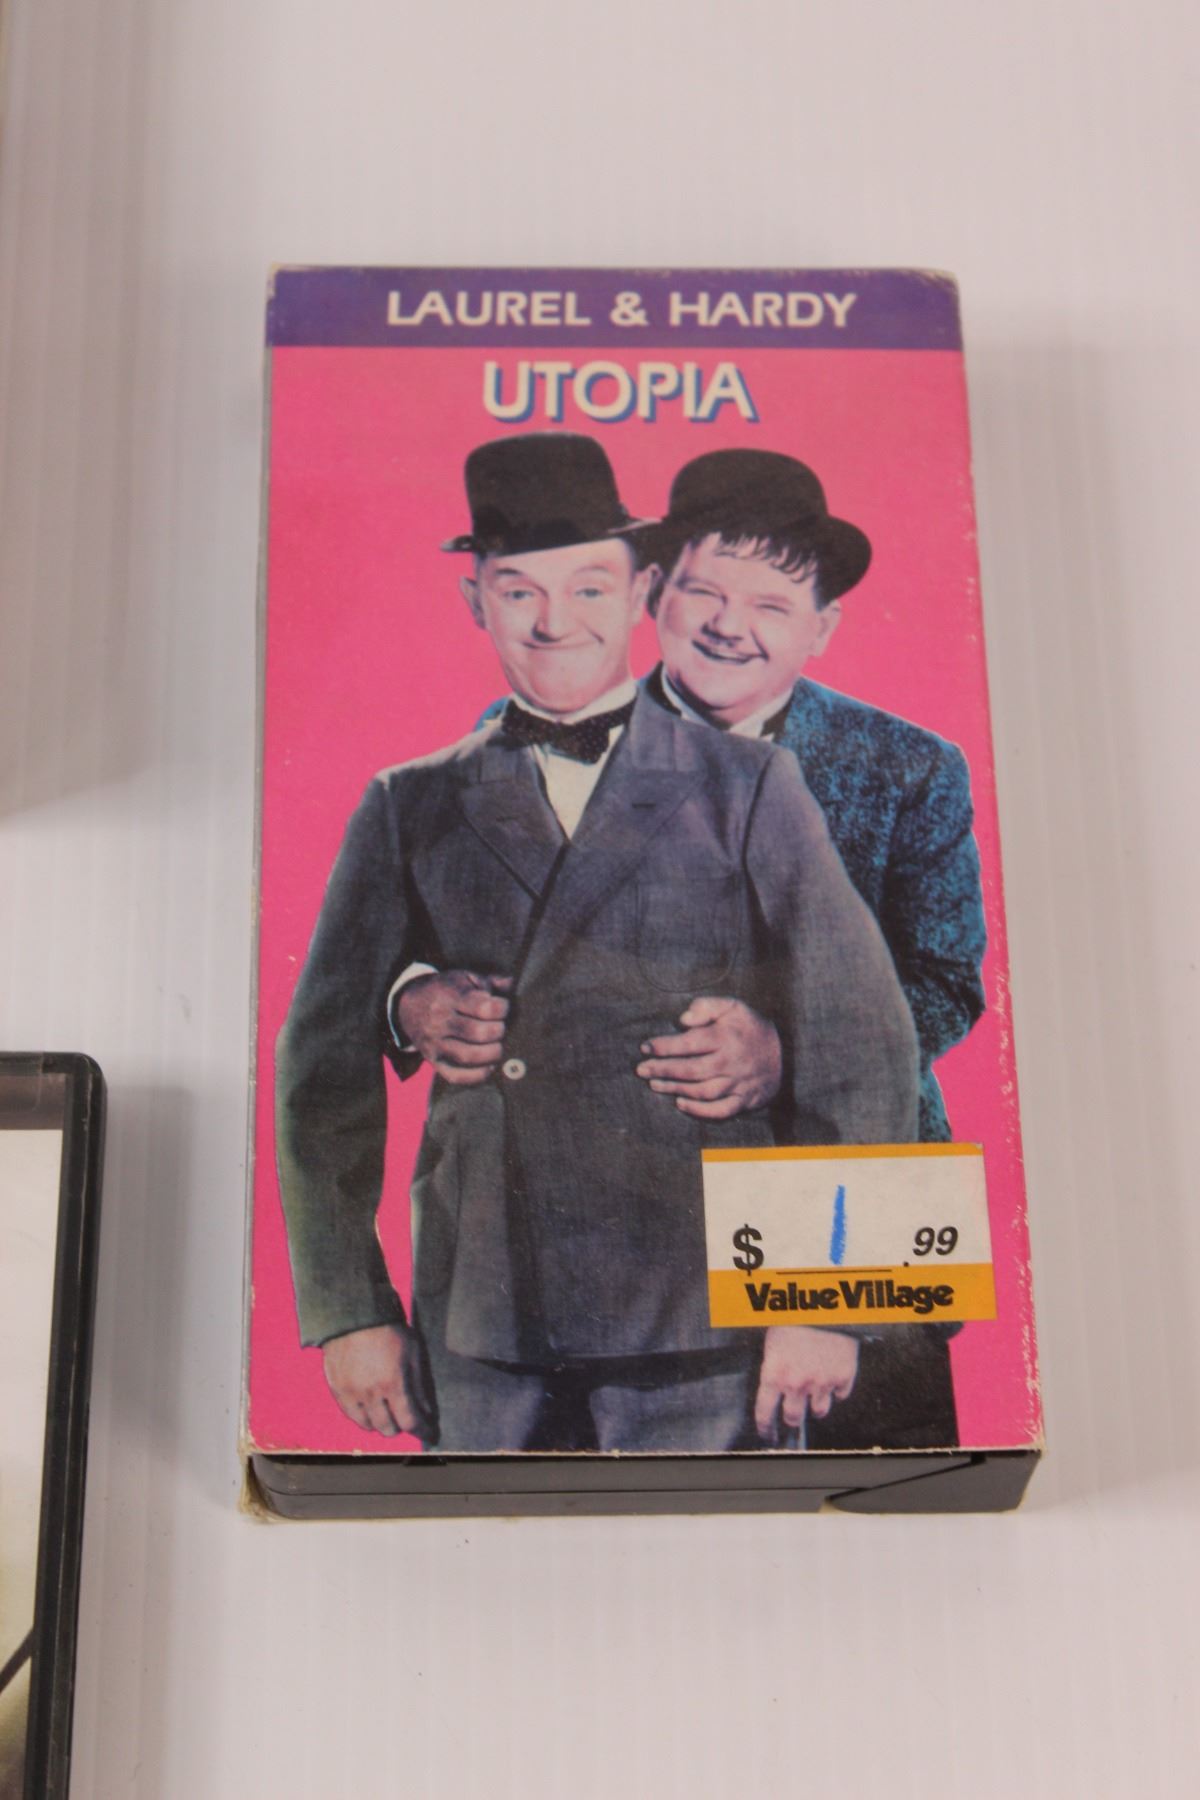 LAUREL & HARDY
UTOPIA
$ 1.99
Value Village